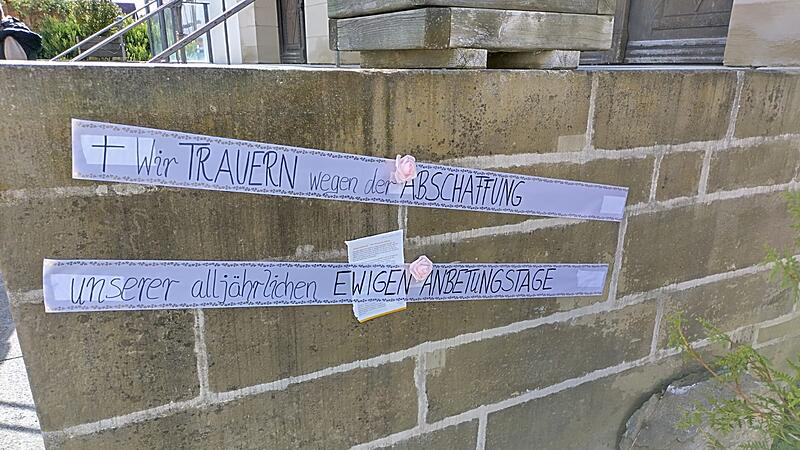 † Wir TRAUERN wegen der ABSCHAFFUNG
unserer alljährlichen EWIGEN ANBETUNGSTAGE